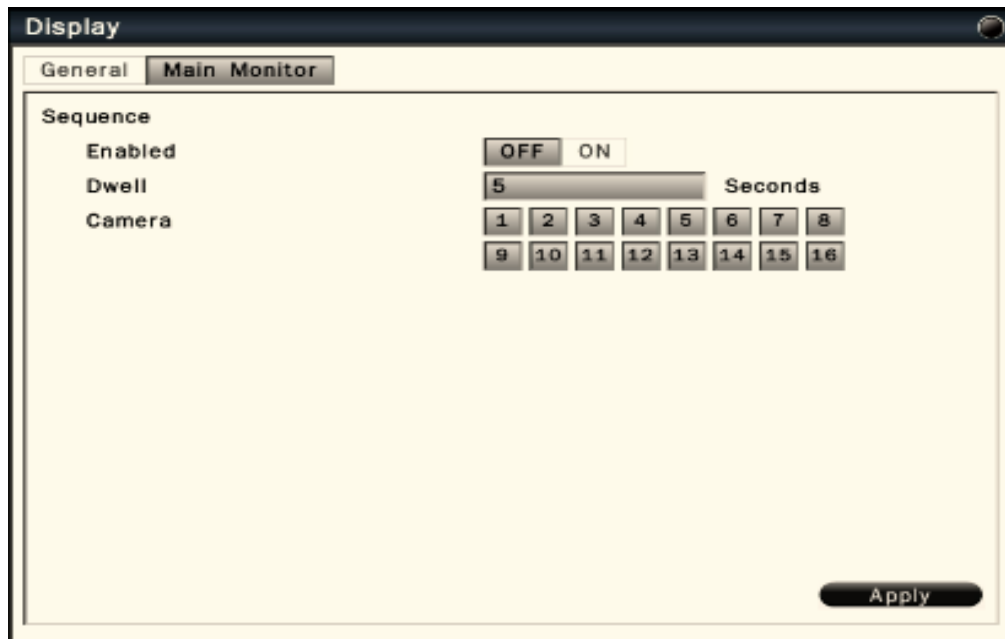 Display
General Main Monitor
Sequence
Enabled OFF ON
Dwell 5 Seconds
Camera 1 2 3 4 5 6 7 8
9 10 11 12 13 14 15 16
Apply